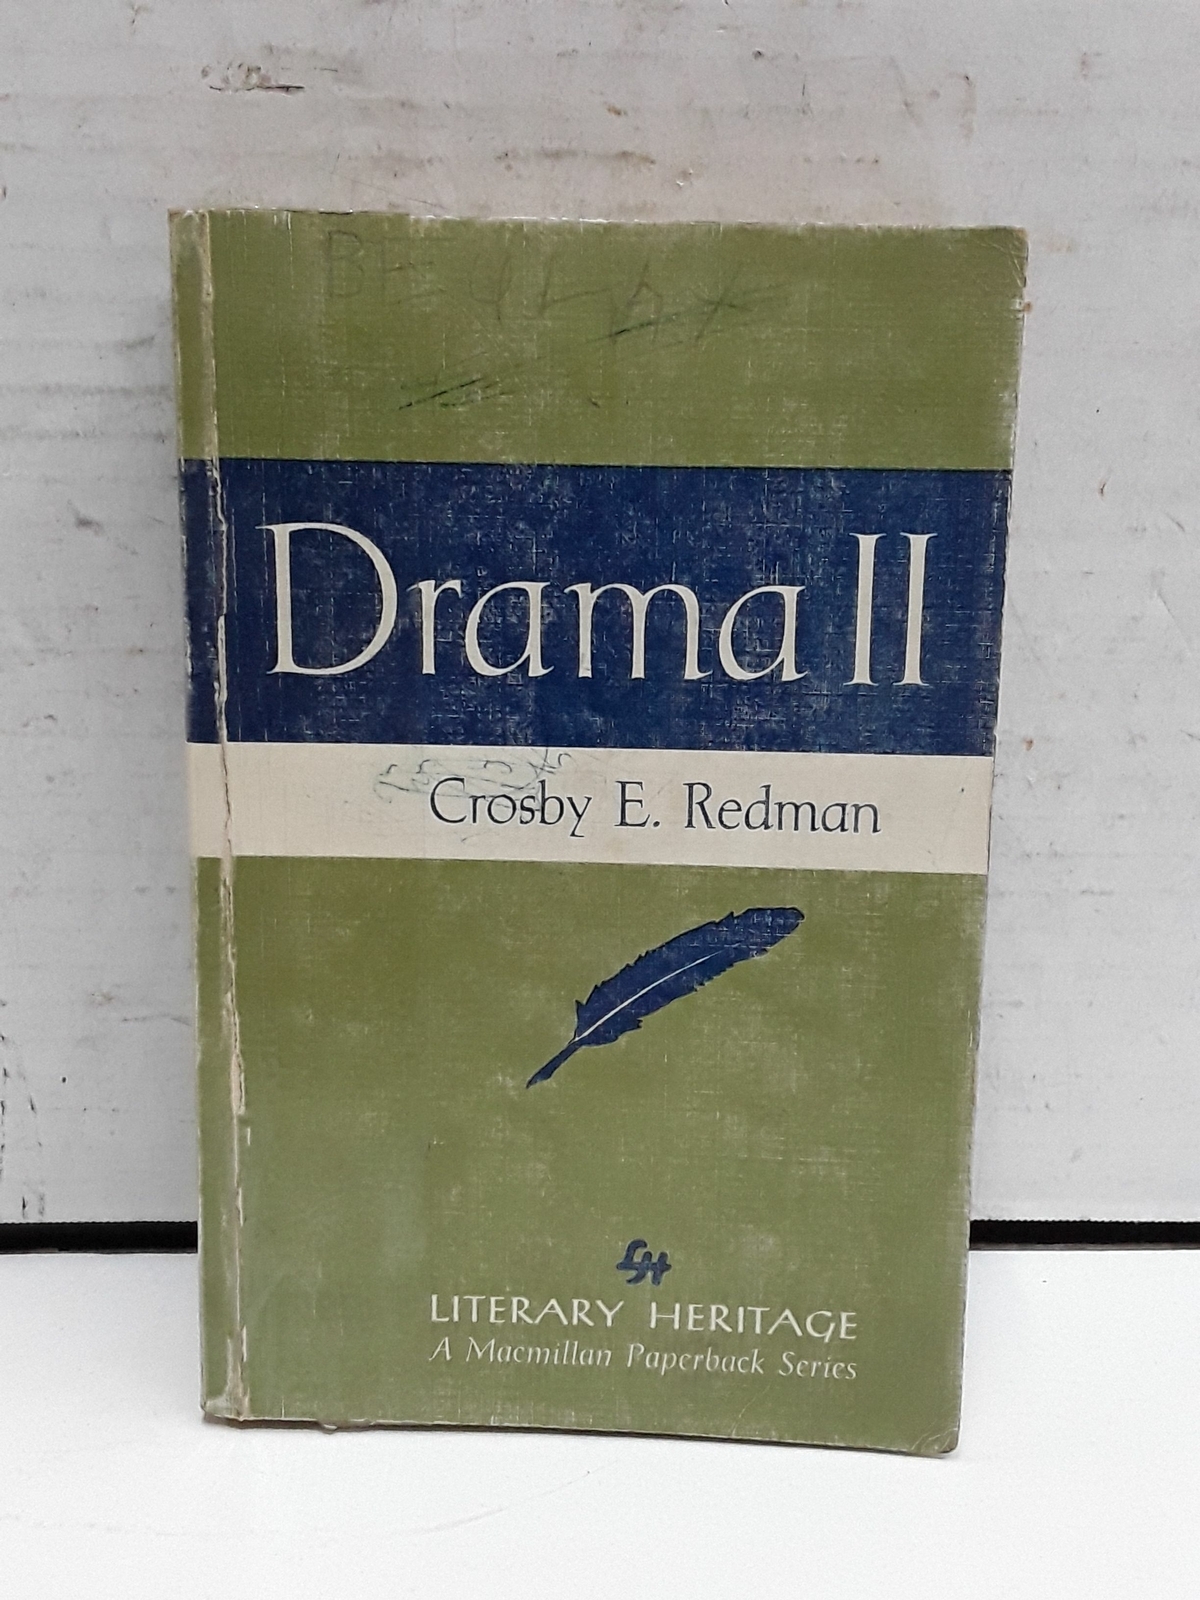 Drama II
Crosby E. Redman
LH
LITERARY HERITAGE
A Macmillan Paperback Series